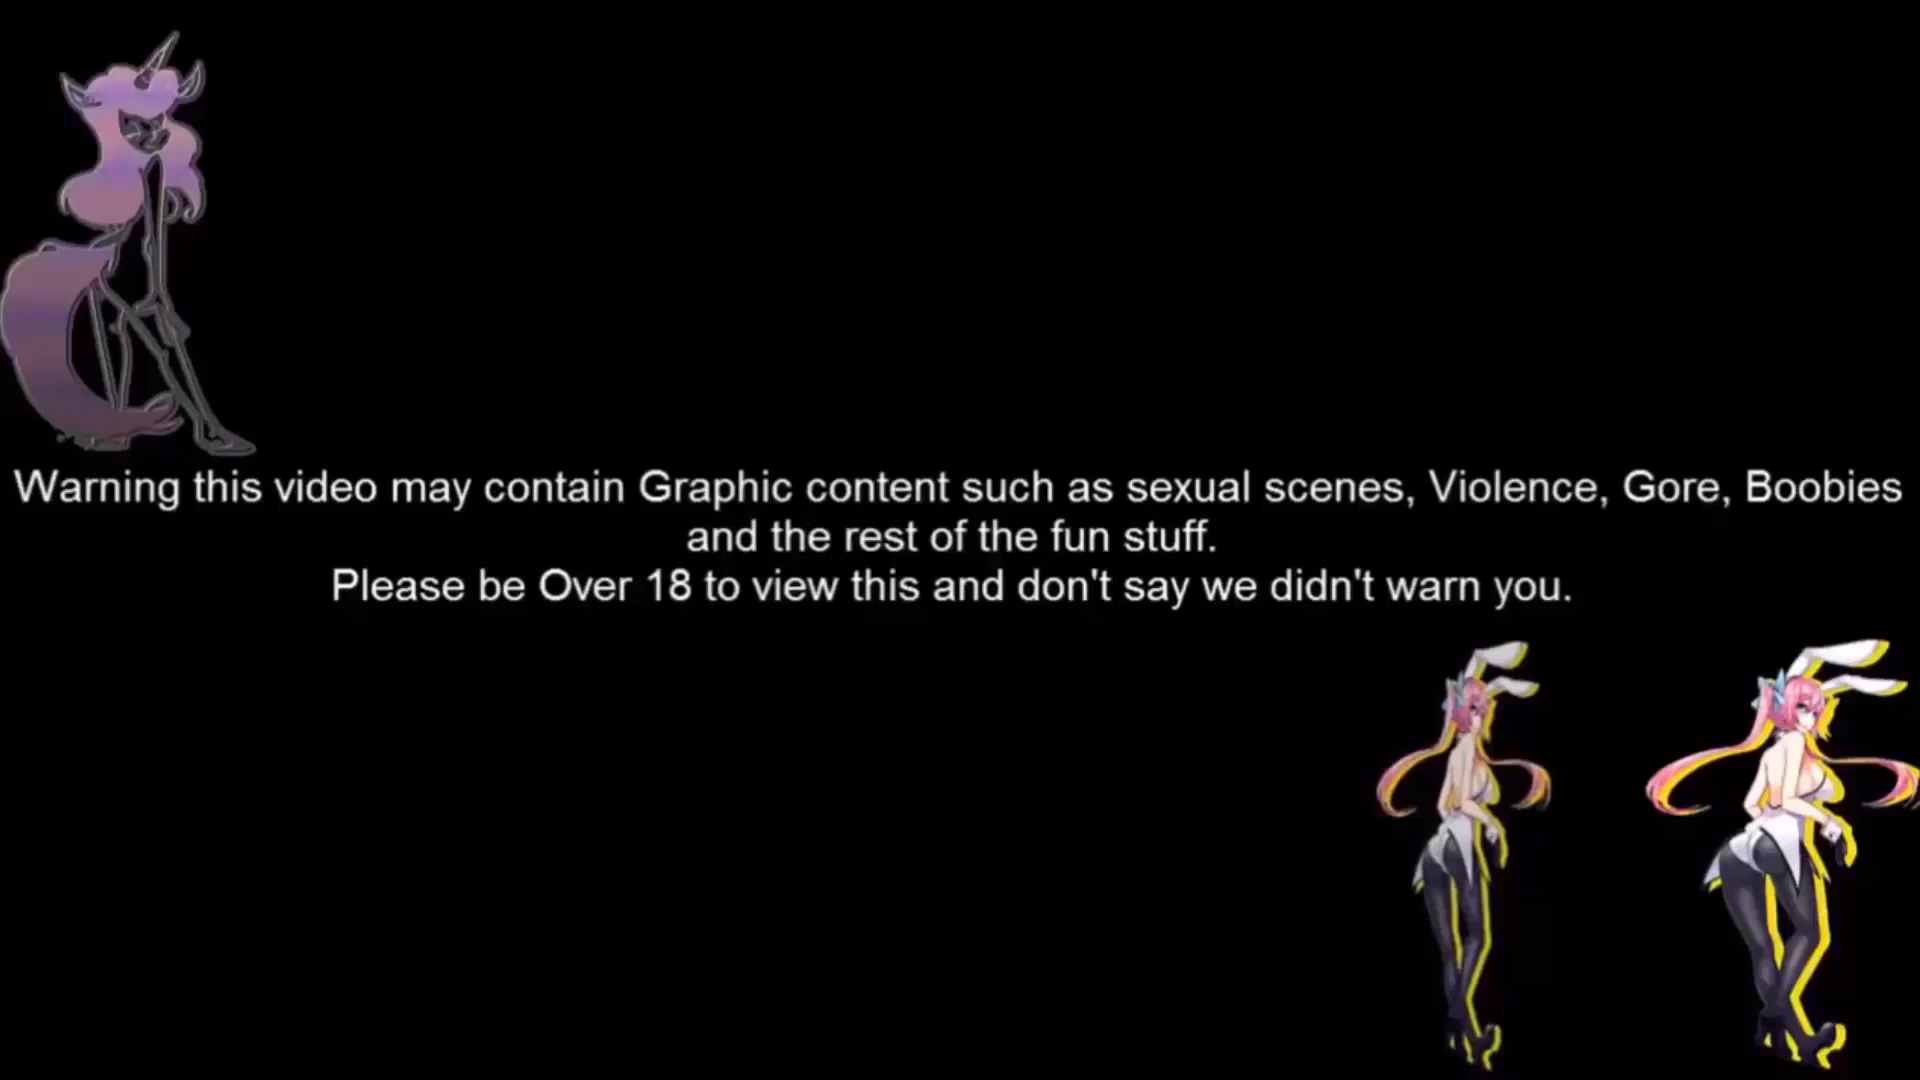 Warning this video may contain Graphic content such as sexual scenes, Violence, Gore, Boobies
and the rest of the fun stuff.
Please be Over 18 to view this and don't say we didn't warn you.